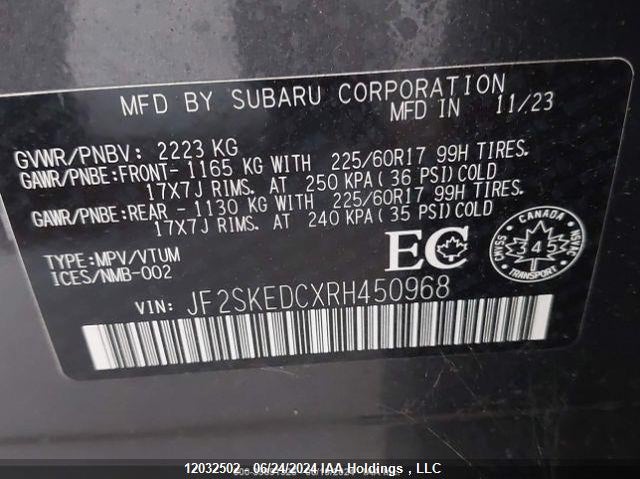 MFD BY SUBARU CORPORATION
MFD IN 11/23
GVWR/PNBV: 2223 KG
GAWR/PNBE:FRONT- 1165 KG WITH 225/60R17 99H TIRES.
17X7J RIMS. AT 250 KPA(36 PSI)COLD
GAWR/PNBE:REAR - 1130 KG WITH 225/60R17 99H TIRES.
17X7J RIMS. AT 240 KPA(35 PSI)COLD
TYPE:MPV/VTUM
ICES/NMB-002
EC
CANADA
CMVSS
NSVAC
45
TRANSPORT
VIN: JF2SKEDCXRH450968
12032502 - 06/24/2024 IAA Holdings , LLC